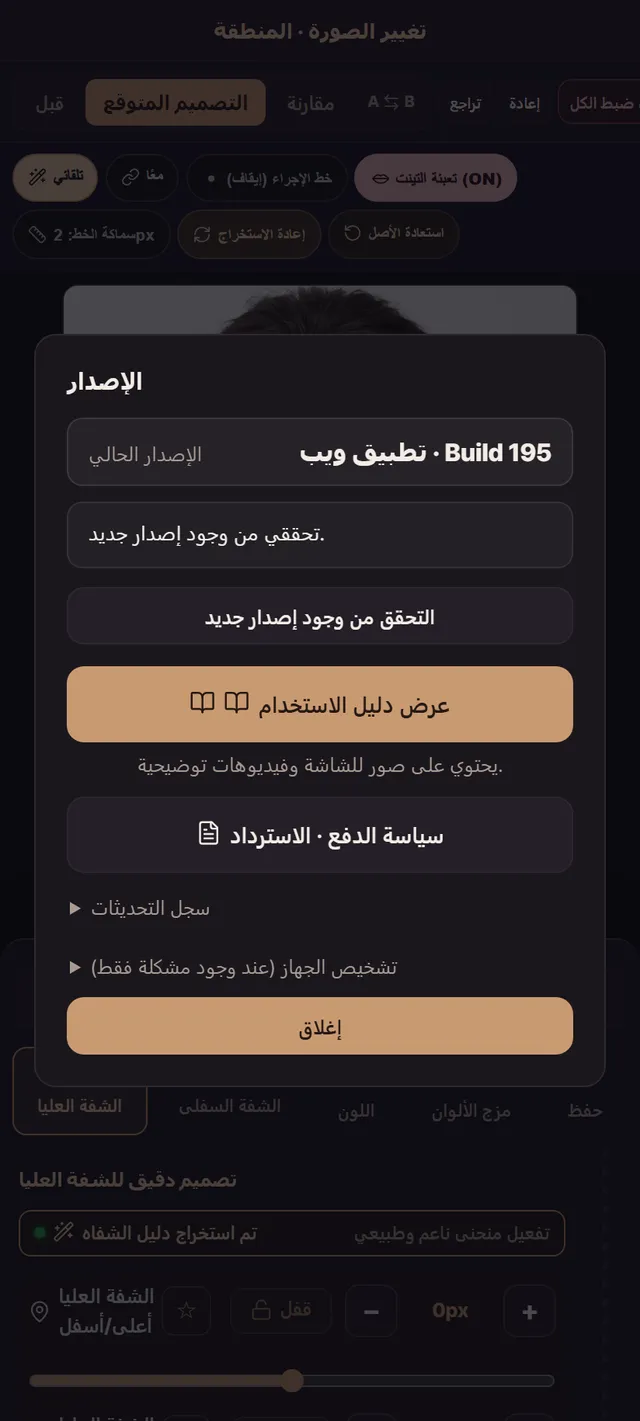 تغيير الصورة · المنطقة
قبل
التصميم المتوقع
مقارنة
A ⇆ B
تراجع
إعادة
ضبط الكل
تلقائي
معًا
خط الإجراء (إيقاف)
تعبئة التينت (ON)
سماكة الخط: 2px
إعادة الاستخراج
استعادة الأصل
الإصدار
الإصدار الحالي
Build 195 · تطبيق ويب
تحققي من وجود إصدار جديد.
التحقق من وجود إصدار جديد
عرض دليل الاستخدام
يحتوي على صور للشاشة وفيديوهات توضيحية.
سياسة الدفع · الاسترداد
سجل التحديثات
تشخيص الجهاز (عند وجود مشكلة فقط)
إغلاق
الشفة العليا
الشفة السفلى
اللون
مزج الألوان
حفظ
تصميم دقيق للشفة العليا
تم استخراج دليل الشفاه
تفعيل منحنى ناعم وطبيعي
الشفة العليا
أعلى/أسفل
قفل
−
0px
+